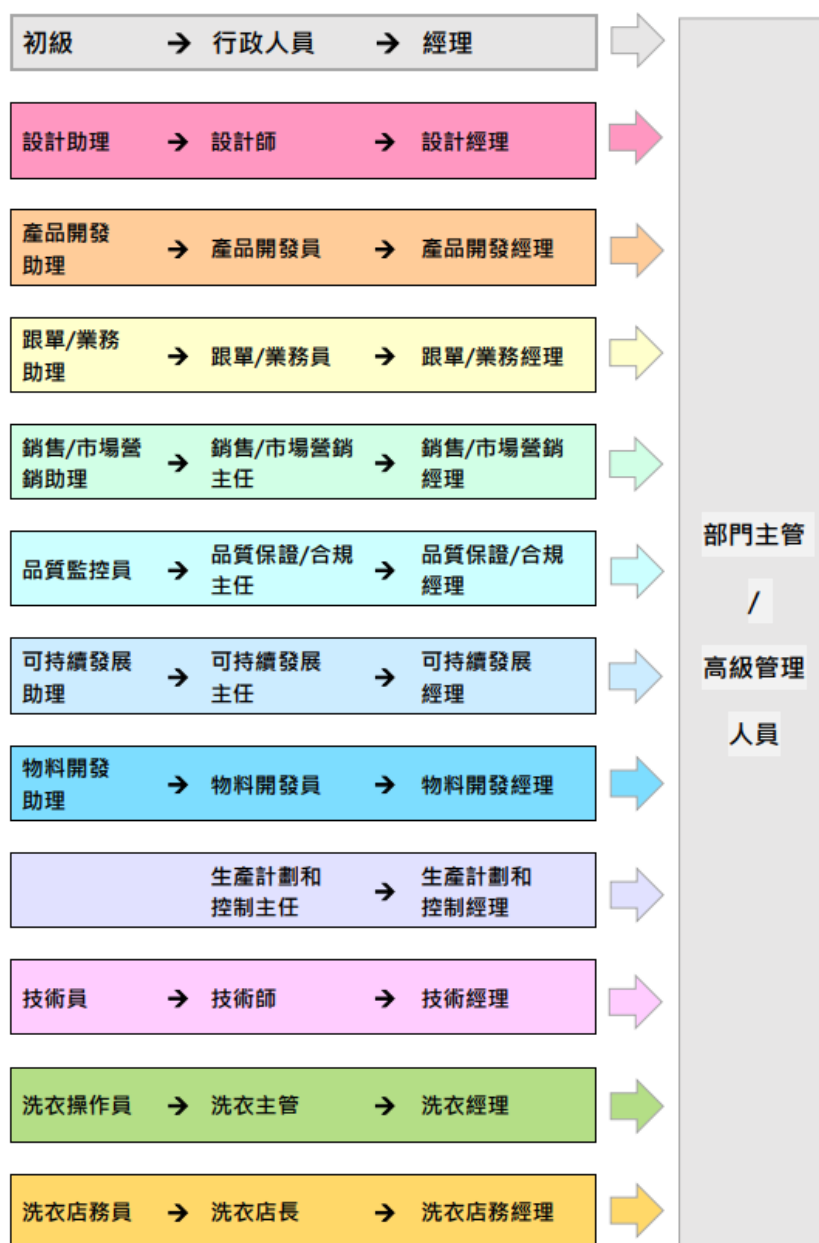 初級 → 行政人員 → 經理
設計助理 → 設計師 → 設計經理
產品開發
助理 → 產品開發員 → 產品開發經理
跟單/業務
助理 → 跟單/業務員 → 跟單/業務經理
銷售/市場營
銷助理 → 銷售/市場營銷
主任 → 銷售/市場營銷
經理
品質監控員 → 品質保證/合規
主任 → 品質保證/合規
經理
可持續發展
助理 → 可持續發展
主任 → 可持續發展
經理
物料開發
助理 → 物料開發員 → 物料開發經理
生產計劃和
控制主任 → 生產計劃和
控制經理
技術員 → 技術師 → 技術經理
洗衣操作員 → 洗衣主管 → 洗衣經理
洗衣店務員 → 洗衣店長 → 洗衣店務經理
部門主管
/
高級管理
人員